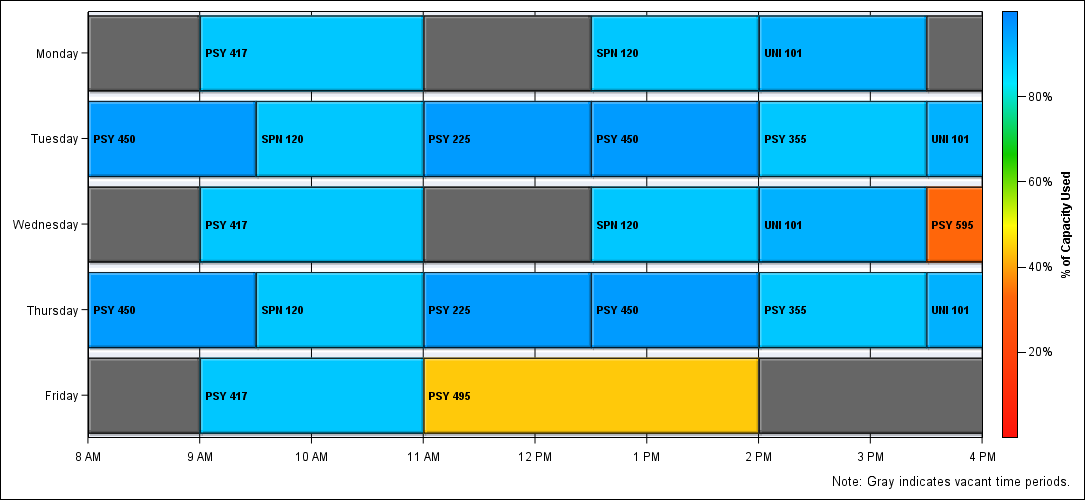 Monday
PSY 417
SPN 120
UNI 101
Tuesday
PSY 450
SPN 120
PSY 225
PSY 450
PSY 355
UNI 101
Wednesday
PSY 417
SPN 120
UNI 101
PSY 595
Thursday
PSY 450
SPN 120
PSY 225
PSY 450
PSY 355
UNI 101
Friday
PSY 417
PSY 495
8 AM
9 AM
10 AM
11 AM
12 PM
1 PM
2 PM
3 PM
4 PM
80%
60%
40%
20%
% of Capacity Used
Note: Gray indicates vacant time periods.